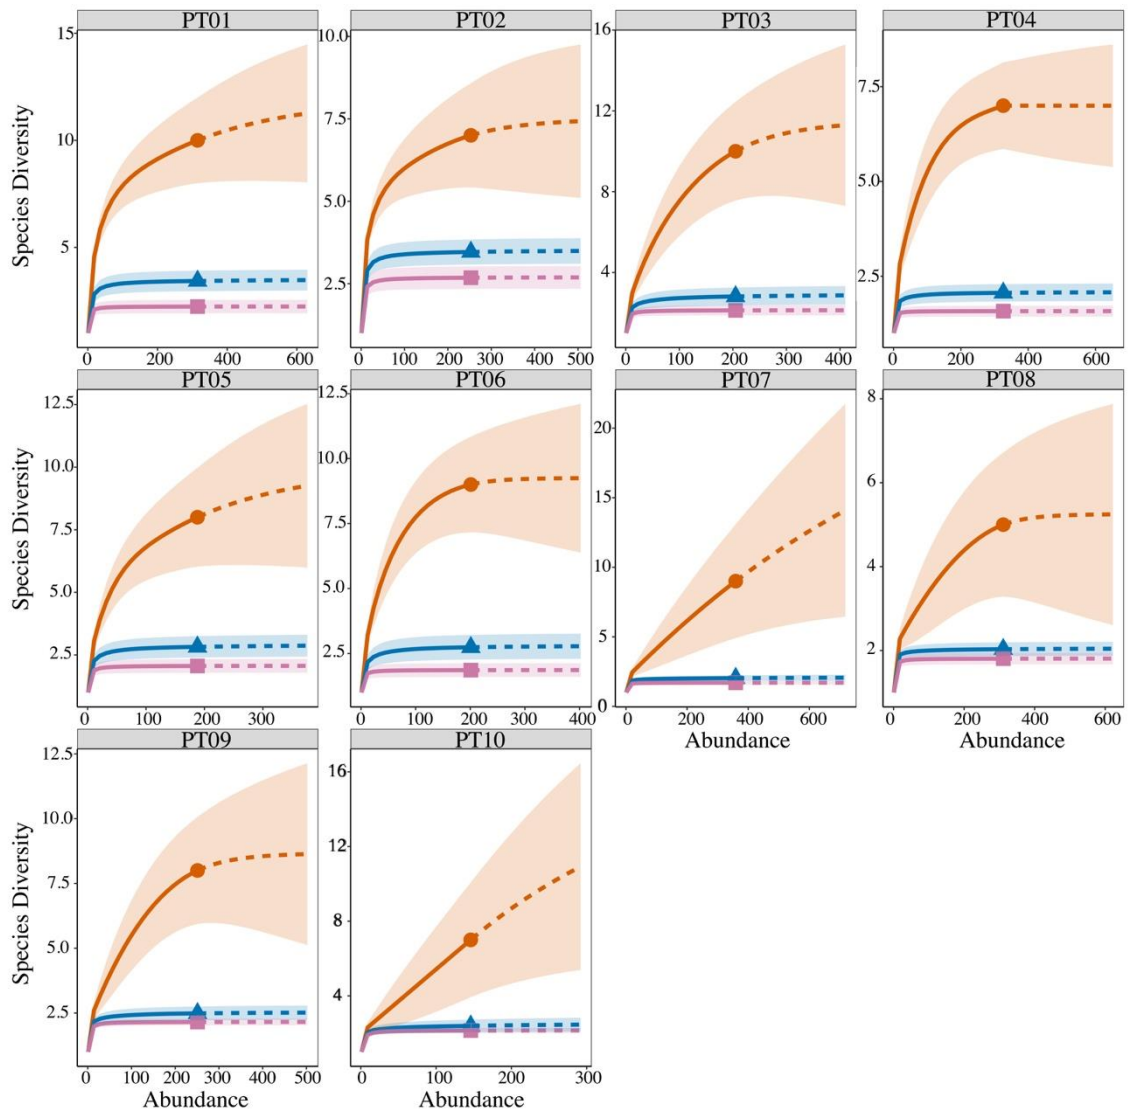 PT01 PT02 PT03 PT04
15 10.0 16
Species Diversity
10 7.5 12 7.5
5 5.0 8 5.0
2.5 4 2.5
0 200 400 600 0 100 200 300 400 500 0 100 200 300 400 0 200 400 600
PT05 PT06 PT07 PT08
12.5 12.5 20 8
Species Diversity
10.0 10.0 15 6
7.5 7.5 10 4
5.0 5.0 5 2
2.5 2.5 0
0 100 200 300 0 100 200 300 400 0 200 400 600 0 200 400 600
Abundance Abundance
PT09 PT10
12.5 16
Species Diversity
10.0 12
7.5 8
5.0 4
2.5
0 100 200 300 400 500 0 100 200 300
Abundance Abundance